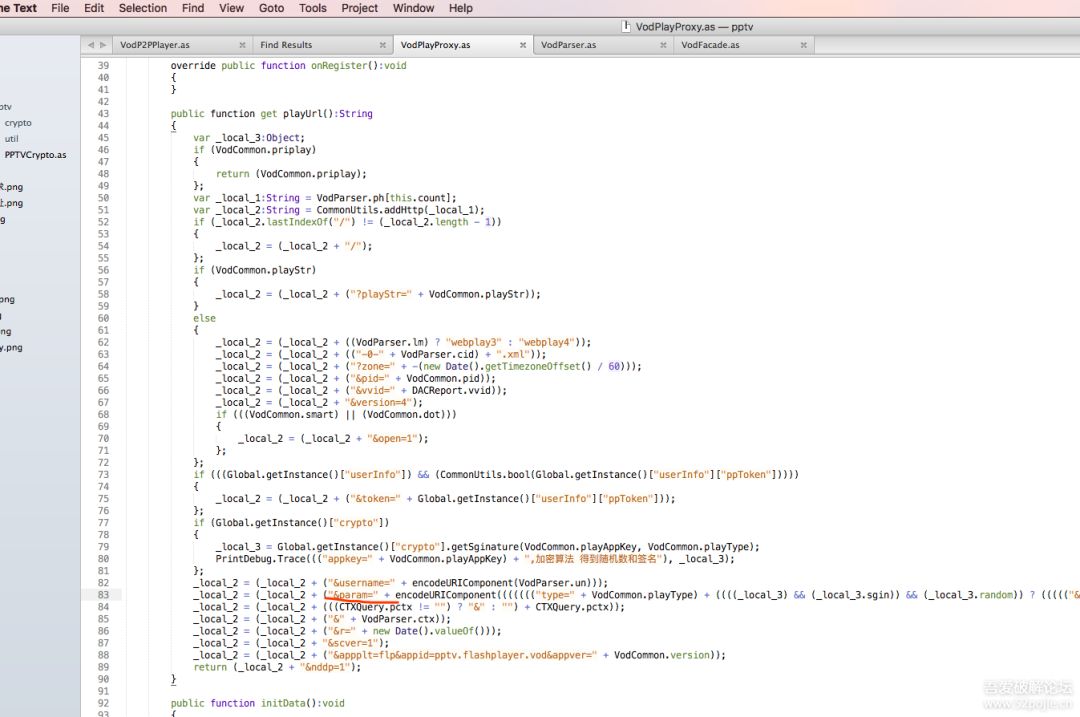 ne Text File Edit Selection Find View Goto Tools Project Window Help
VodPlayProxy.as — pptv
VodP2PPlayer.as Find Results VodPlayProxy.as VodParser.as VodFacade.as
ptv
crypto
util
PPTVCrypto.as
.png
.png
g
png
ng
y.png
39 override public function onRegister():void
40 {
41 }
42
43 public function get playUrl():String
44 {
45 var _local_3:Object;
46 if (VodCommon.priplay)
47 {
48 return (VodCommon.priplay);
49 };
50 var _local_1:String = VodParser.ph[this.count];
51 var _local_2:String = CommonUtils.addHttp(_local_1);
52 if (_local_2.lastIndexOf("/") != (_local_2.length - 1))
53 {
54 _local_2 = (_local_2 + "/");
55 };
56 if (VodCommon.playStr)
57 {
58 _local_2 = (_local_2 + ("?playStr=" + VodCommon.playStr));
59 }
60 else
61 {
62 _local_2 = (_local_2 + ((VodParser.lm) ? "webplay3" : "webplay4"));
63 _local_2 = (_local_2 + (("-0-" + VodParser.cid) + ".xml"));
64 _local_2 = (_local_2 + ("?zone=" + -(new Date().getTimezoneOffset() / 60)));
65 _local_2 = (_local_2 + ("&pid=" + VodCommon.pid));
66 _local_2 = (_local_2 + ("&vvid=" + DACReport.vvid));
67 _local_2 = (_local_2 + "&version=4");
68 if (((VodCommon.smart) || (VodCommon.dot)))
69 {
70 _local_2 = (_local_2 + "&open=1");
71 };
72 };
73 if (((Global.getInstance()["userInfo"]) && (CommonUtils.bool(Global.getInstance()["userInfo"]["ppToken"]))))
74 {
75 _local_2 = (_local_2 + ("&token=" + Global.getInstance()["userInfo"]["ppToken"]));
76 };
77 if (Global.getInstance()["crypto"])
78 {
79 _local_3 = Global.getInstance()["crypto"].getSginature(VodCommon.playAppKey, VodCommon.playType);
80 PrintDebug.Trace((("appkey=" + VodCommon.playAppKey) + ",加密算法 得到随机数和签名"), _local_3);
81 };
82 _local_2 = (_local_2 + ("&username=" + encodeURIComponent(VodParser.un)));
83 _local_2 = (_local_2 + ("&param=" + encodeURIComponent(((((((("type=" + VodCommon.playType) + ((((_local_3) && (_local_3.sgin)) && (_local_3.random)) ? ((((("&
84 _local_2 = (_local_2 + (((CTXQuery.pctx != "") ? "&" : "") + CTXQuery.pctx));
85 _local_2 = (_local_2 + ("&" + VodParser.ctx));
86 _local_2 = (_local_2 + ("&r=" + new Date().valueOf()));
87 _local_2 = (_local_2 + "&scver=1");
88 _local_2 = (_local_2 + ("&appplt=flp&appid=pptv.flashplayer.vod&appver=" + VodCommon.version));
89 return (_local_2 + "&nddp=1");
90 }
91
92 public function initData():void
93 {
吾爱破解论坛
www.52pojie.cn